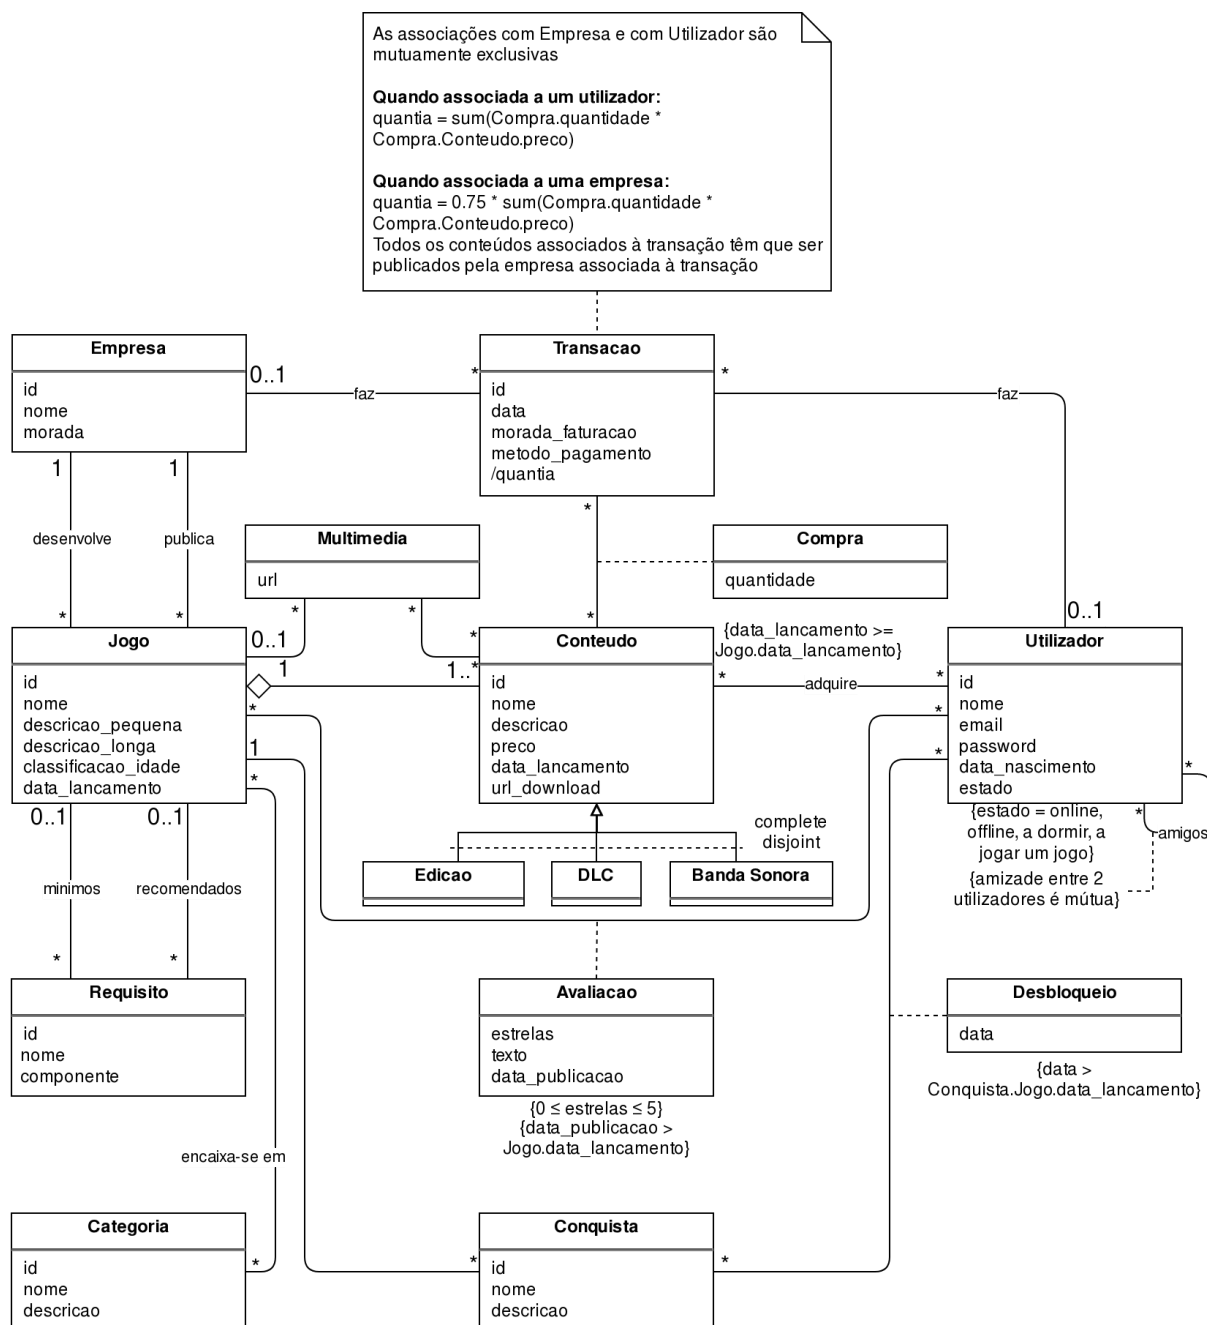 As associações com Empresa e com Utilizador são
mutuamente exclusivas
Quando associada a um utilizador:
quantia = sum(Compra.quantidade *
Compra.Conteudo.preco)
Quando associada a uma empresa:
quantia = 0.75 * sum(Compra.quantidade *
Compra.Conteudo.preco)
Todos os conteúdos associados à transação têm que ser
publicados pela empresa associada à transação
Empresa
id
nome
morada
0..1
*
faz
Transacao
id
data
morada_faturacao
metodo_pagamento
/quantia
*
faz
0..1
1
1
desenvolve
publica
*
*
Multimedia
url
*
*
*
*
Compra
quantidade
Jogo
id
nome
descricao_pequena
descricao_longa
classificacao_idade
data_lancamento
0..1
1
*
1
*
*
1..*
Conteudo
id
nome
descricao
preco
data_lancamento
url_download
{data_lancamento >=
Jogo.data_lancamento}
*
adquire
*
*
*
Utilizador
id
nome
email
password
data_nascimento
estado
*
*
amigos
{estado = online,
offline, a dormir, a
jogar um jogo}
{amizade entre 2
utilizadores é mútua}
complete
disjoint
Edicao
DLC
Banda Sonora
0..1
0..1
minimos
recomendados
*
*
Requisito
id
nome
componente
Avaliacao
estrelas
texto
data_publicacao
{0 ≤ estrelas ≤ 5}
{data_publicacao >
Jogo.data_lancamento}
Desbloqueio
data
{data >
Conquista.Jogo.data_lancamento}
encaixa-se em
Categoria
id
nome
descricao
*
*
Conquista
id
nome
descricao
*